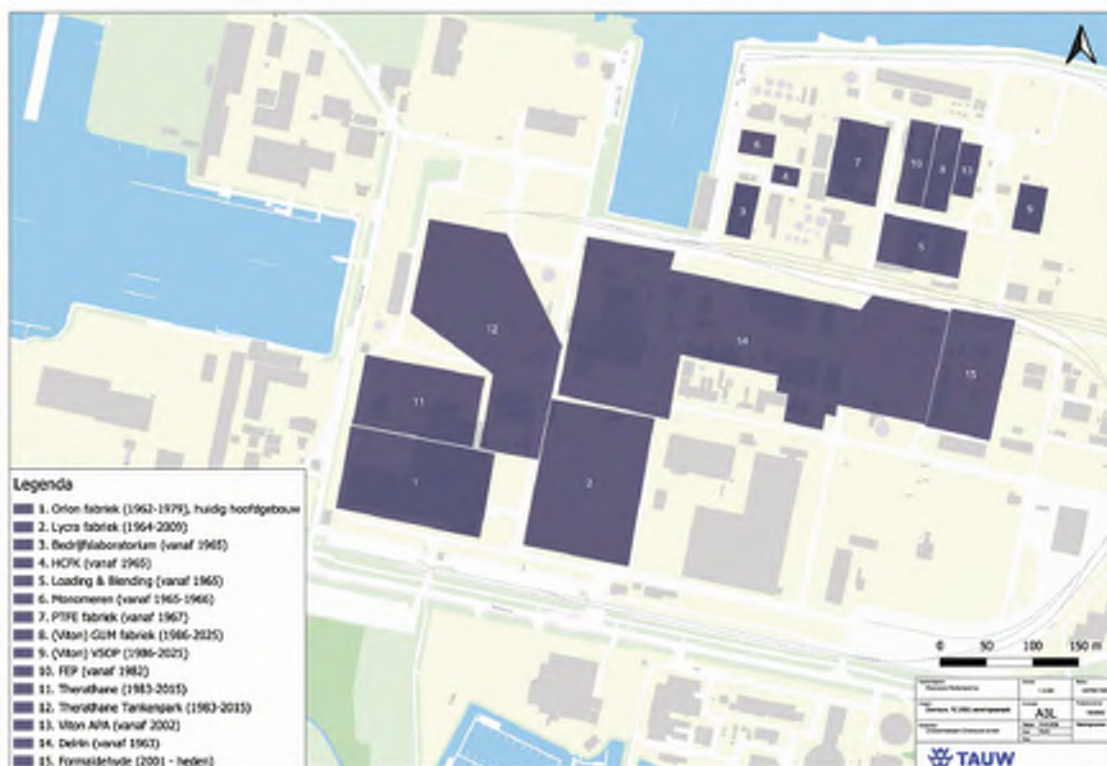 6
4
3
7
10
8
13
9
5
12
14
15
11
1
2
Legenda
1. Orlon fabriek (1962-1979), huidig hoofdgebouw
2. Lycra fabriek (1964-2009)
3. Bedrijfslaboratorium (vanaf 1965)
4. HCFK (vanaf 1965)
5. Loading & Blending (vanaf 1965)
6. Monomeren (vanaf 1965-1966)
7. PTFE fabriek (vanaf 1967)
8. (Viton) GUM fabriek (1986-2025)
9. (Viton) VSOP (1986-2025)
10. FEP (vanaf 1982)
11. Therathane (1983-2015)
12. Therathane Tankenpark (1983-2015)
13. Viton APA (vanaf 2002)
14. Delrin (vanaf 1963)
15. Formaldehyde (2001 - heden)
0 50 100 150 m
A3L
TAUW